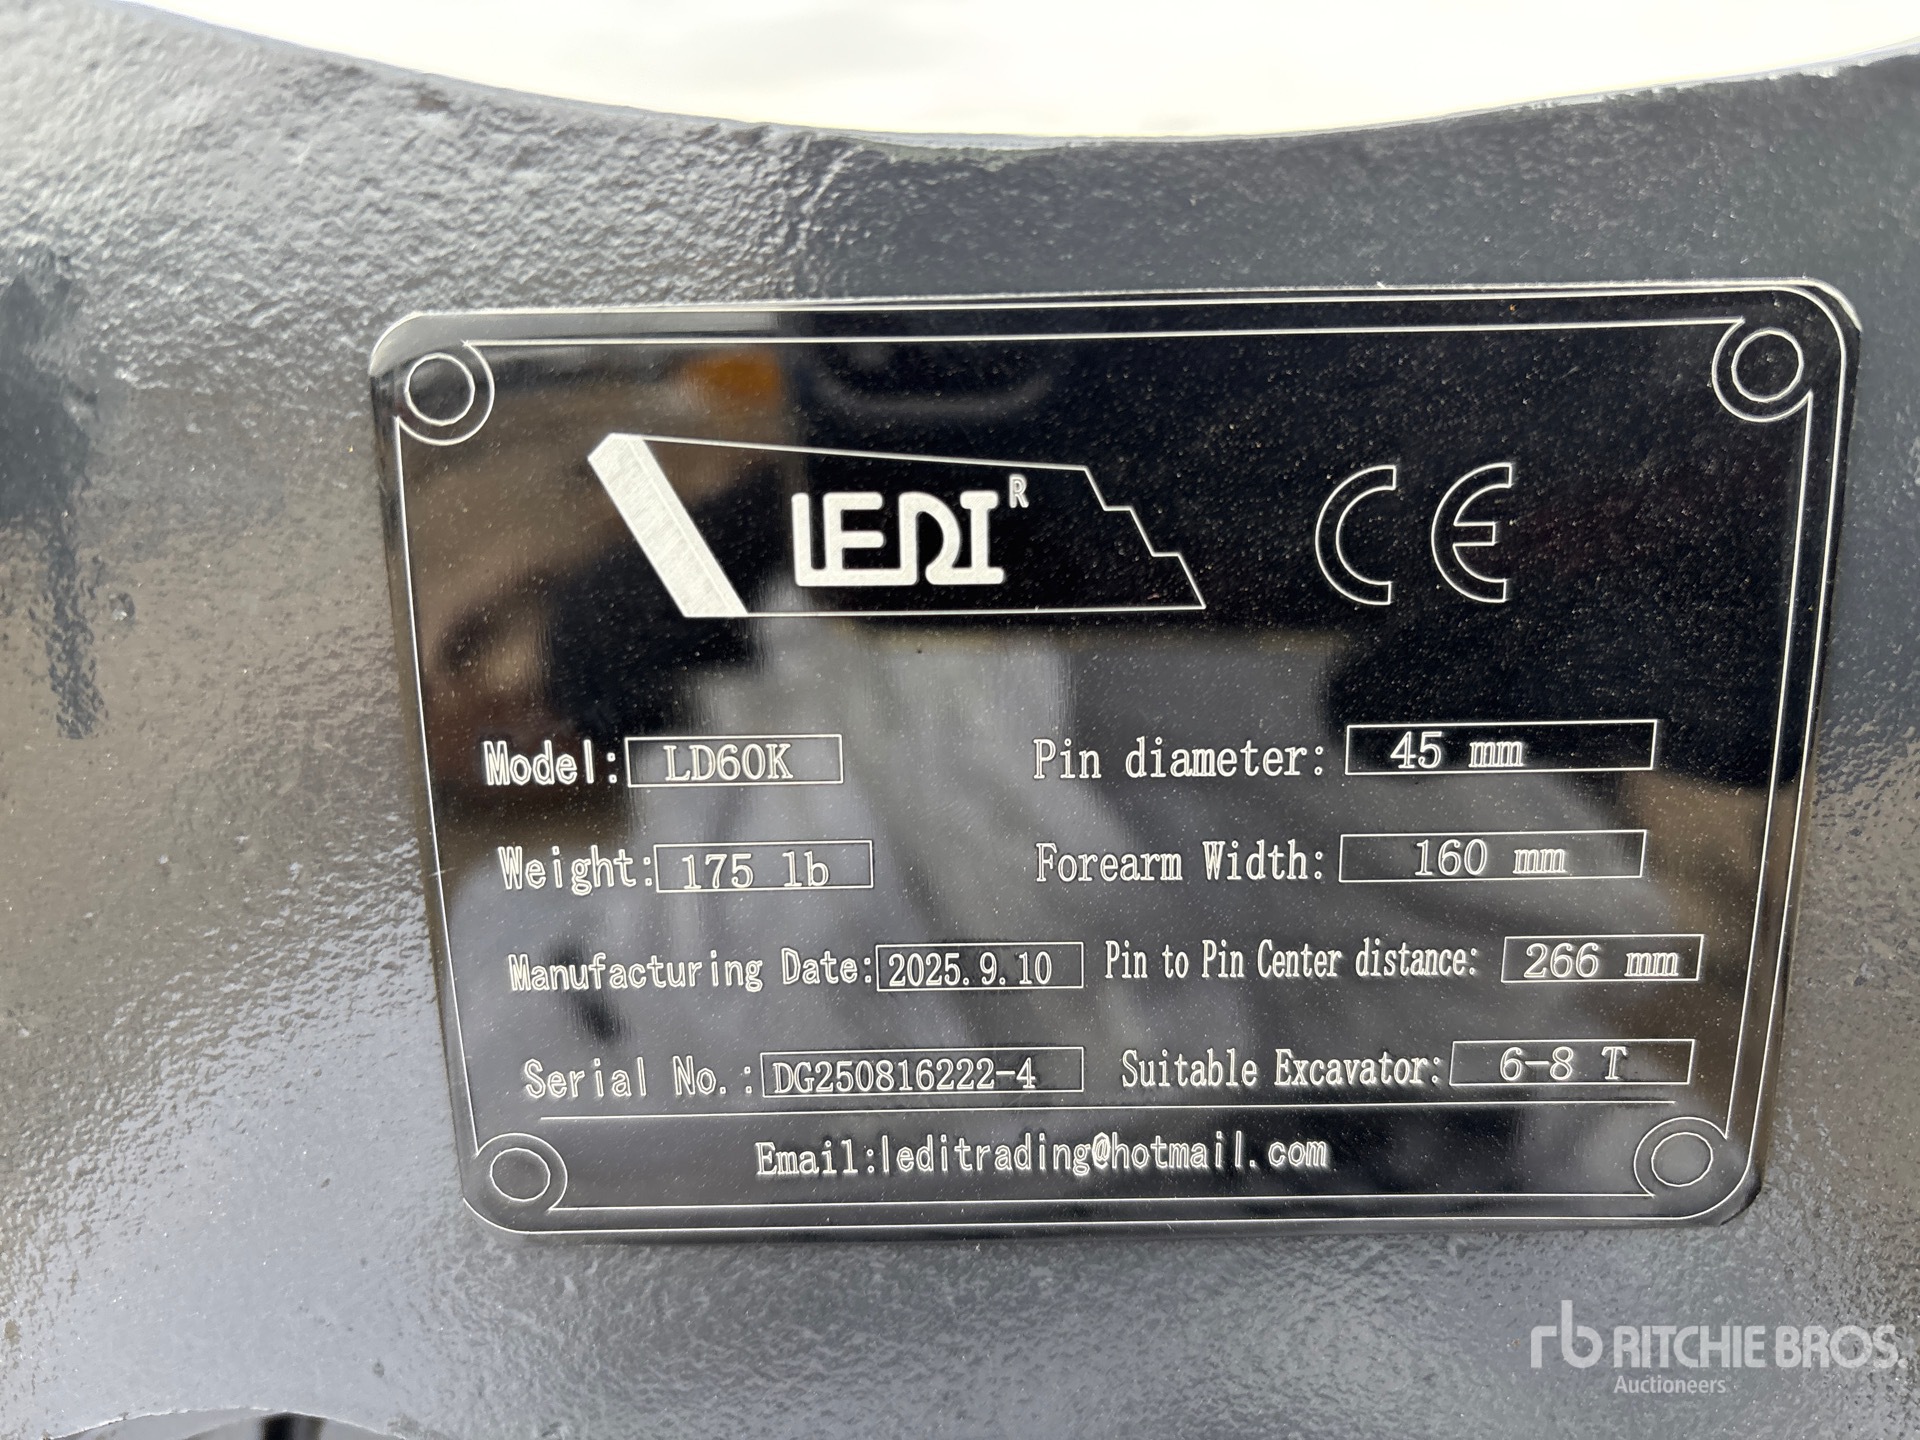 LEDI R CE
Model: LD60K
Pin diameter: 45 mm
Weight: 175 lb
Forearm Width: 160 mm
Manufacturing Date: 2025.9.10
Pin to Pin Center distance: 266 mm
Serial No.: DG250816222-4
Suitable Excavator: 6-8 T
Email:leditrading@hotmail.com
rb RITCHIE BROS.
Auctioneers